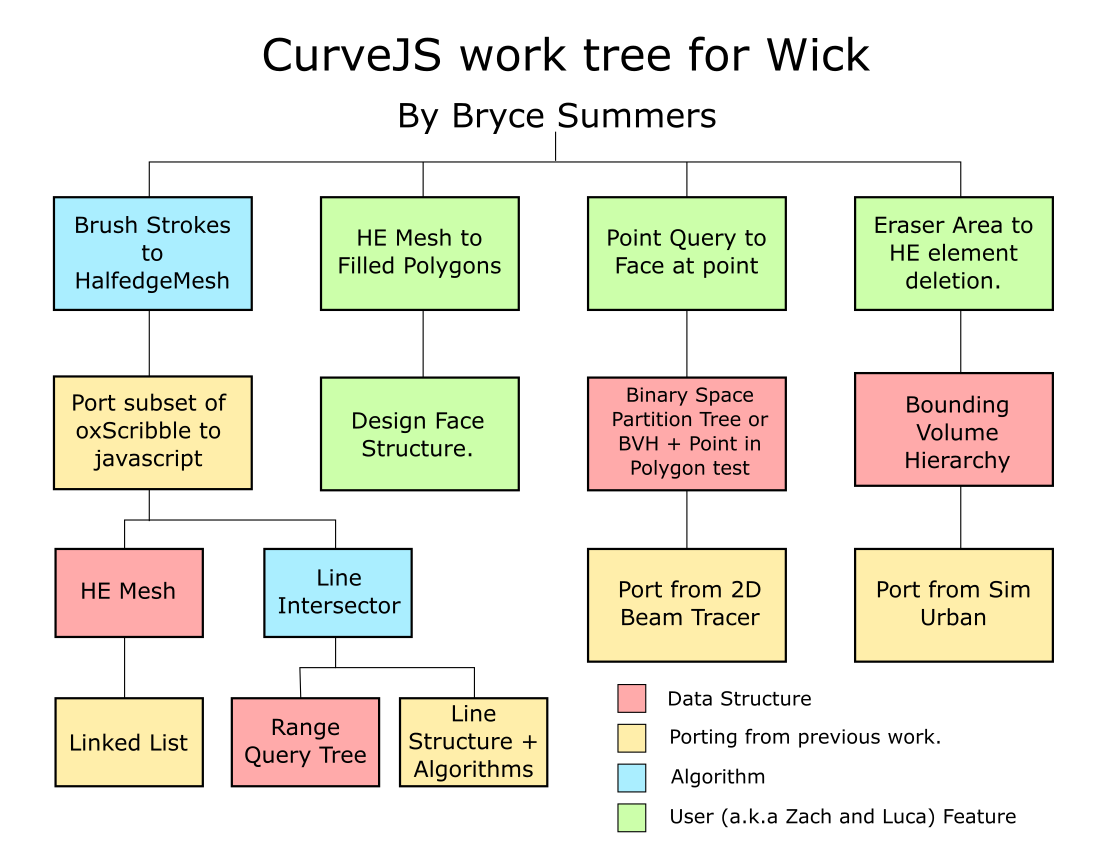 CurveJS work tree for Wick
By Bryce Summers
Brush Strokes
to
HalfedgeMesh
HE Mesh to
Filled Polygons
Point Query to
Face at point
Eraser Area to
HE element
deletion.
Port subset of
oxScribble to
javascript
Design Face
Structure.
Binary Space
Partition Tree or
BVH + Point in
Polygon test
Bounding
Volume
Hierarchy
HE Mesh
Line
Intersector
Port from 2D
Beam Tracer
Port from Sim
Urban
Linked List
Range
Query Tree
Line
Structure +
Algorithms
Data Structure
Porting from previous work.
Algorithm
User (a.k.a Zach and Luca) Feature